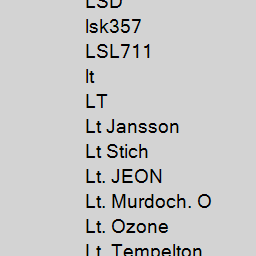 LSD
lsk357
LSL711
lt
LT
Lt Jansson
Lt Stich
Lt. JEON
Lt. Murdoch. O
Lt. Ozone
Lt. Tempelton